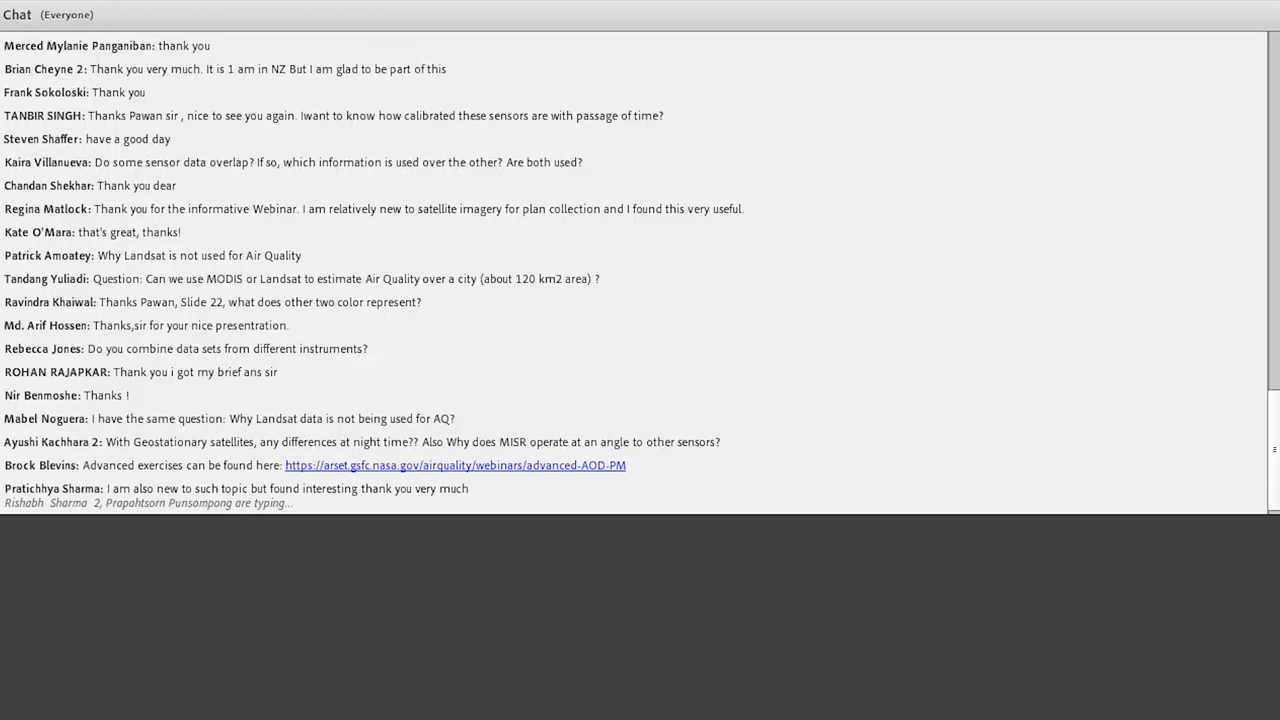 Chat (Everyone)
Merced Mylanie Panganiban: thank you
Brian Cheyne 2: Thank you very much. It is 1 am in NZ But I am glad to be part of this
Frank Sokoloski: Thank you
TANBIR SINGH: Thanks Pawan sir , nice to see you again. Iwant to know how calibrated these sensors are with passage of time?
Steven Shaffer: have a good day
Kaira Villanueva: Do some sensor data overlap? If so, which information is used over the other? Are both used?
Chandan Shekhar: Thank you dear
Regina Matlock: Thank you for the informative Webinar. I am relatively new to satellite imagery for plan collection and I found this very useful.
Kate O'Mara: that's great, thanks!
Patrick Amoatey: Why Landsat is not used for Air Quality
Tandang Yuliadi: Question: Can we use MODIS or Landsat to estimate Air Quality over a city (about 120 km2 area) ?
Ravindra Khaiwal: Thanks Pawan, Slide 22, what does other two color represent?
Md. Arif Hossen: Thanks,sir for your nice presentation.
Rebecca Jones: Do you combine data sets from different instruments?
ROHAN RAJAPKAR: Thank you i got my brief ans sir
Nir Benmoshe: Thanks !
Mabel Noguera: I have the same question: Why Landsat data is not being used for AQ?
Ayushi Kachhara 2: With Geostationary satellites, any differences at night time?? Also Why does MISR operate at an angle to other sensors?
Brock Blevins: Advanced exercises can be found here: https://arset.gsfc.nasa.gov/airquality/webinars/advanced-AOD-PM
Pratichhya Sharma: I am also new to such topic but found interesting thank you very much
Rishabh Sharma 2, Prapahtsorn Punsompong are typing...